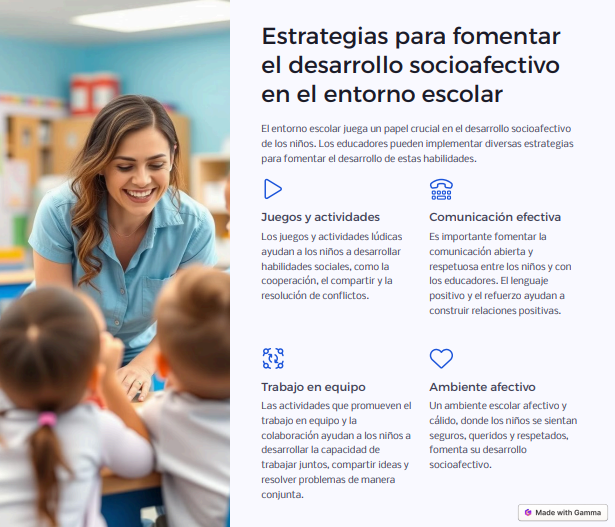 Estrategias para fomentar
el desarrollo socioafectivo
en el entorno escolar
El entorno escolar juega un papel crucial en el desarrollo socioafectivo
de los niños. Los educadores pueden implementar diversas estrategias
para fomentar el desarrollo de estas habilidades.
Juegos y actividades
Los juegos y actividades lúdicas
ayudan a los niños a desarrollar
habilidades sociales, como la
cooperación, el compartir y la
resolución de conflictos.
Comunicación efectiva
Es importante fomentar la
comunicación abierta y
respetuosa entre los niños y con
los educadores. El lenguaje
positivo y el refuerzo ayudan a
construir relaciones positivas.
Trabajo en equipo
Las actividades que promueven el
trabajo en equipo y la
colaboración ayudan a los niños a
desarrollar la capacidad de
trabajar juntos, compartir ideas y
resolver problemas de manera
conjunta.
Ambiente afectivo
Un ambiente escolar afectivo y
cálido, donde los niños se sientan
seguros, queridos y respetados,
fomenta su desarrollo
socioafectivo.
Made with Gamma